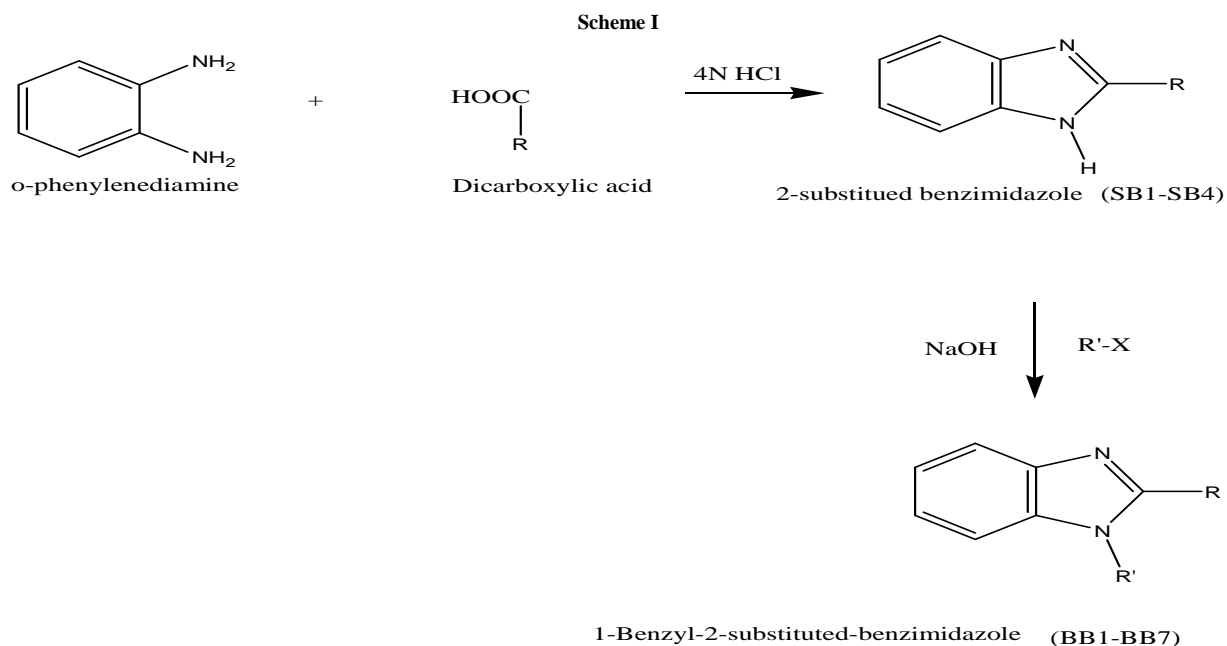 Scheme I
NH2
NH2
o-phenylenediamine
+
HOOC
R
Dicarboxylic acid
4N HCl
N
R
N
H
2-substitued benzimidazole (SB1-SB4)
NaOH
R'-X
N
R
N
R'
1-Benzyl-2-substituted-benzimidazole (BB1-BB7)